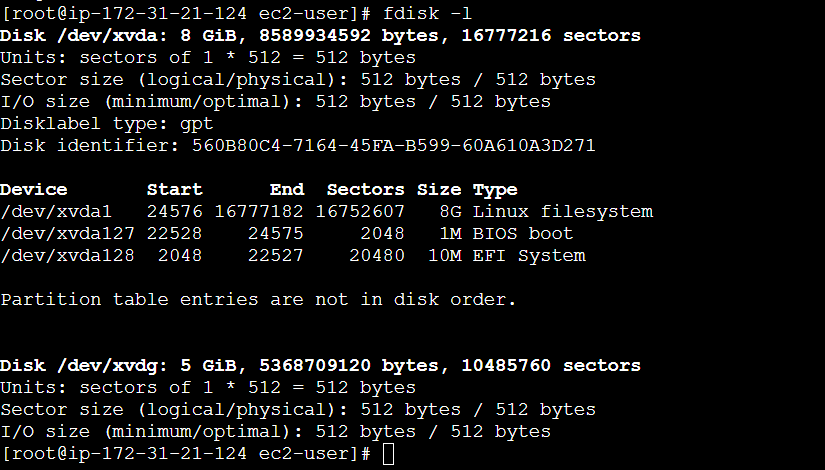 [root@ip-172-31-21-124 ec2-user]# fdisk -l
Disk /dev/xvda: 8 GiB, 8589934592 bytes, 16777216 sectors
Units: sectors of 1 * 512 = 512 bytes
Sector size (logical/physical): 512 bytes / 512 bytes
I/O size (minimum/optimal): 512 bytes / 512 bytes
Disklabel type: gpt
Disk identifier: 560B80C4-7164-45FA-B599-60A610A3D271

Device       Start      End  Sectors Size Type
/dev/xvda1   24576 16777182 16752607   8G Linux filesystem
/dev/xvda127 22528    24575     2048   1M BIOS boot
/dev/xvda128  2048    22527    20480  10M EFI System

Partition table entries are not in disk order.

Disk /dev/xvdg: 5 GiB, 5368709120 bytes, 10485760 sectors
Units: sectors of 1 * 512 = 512 bytes
Sector size (logical/physical): 512 bytes / 512 bytes
I/O size (minimum/optimal): 512 bytes / 512 bytes
[root@ip-172-31-21-124 ec2-user]#